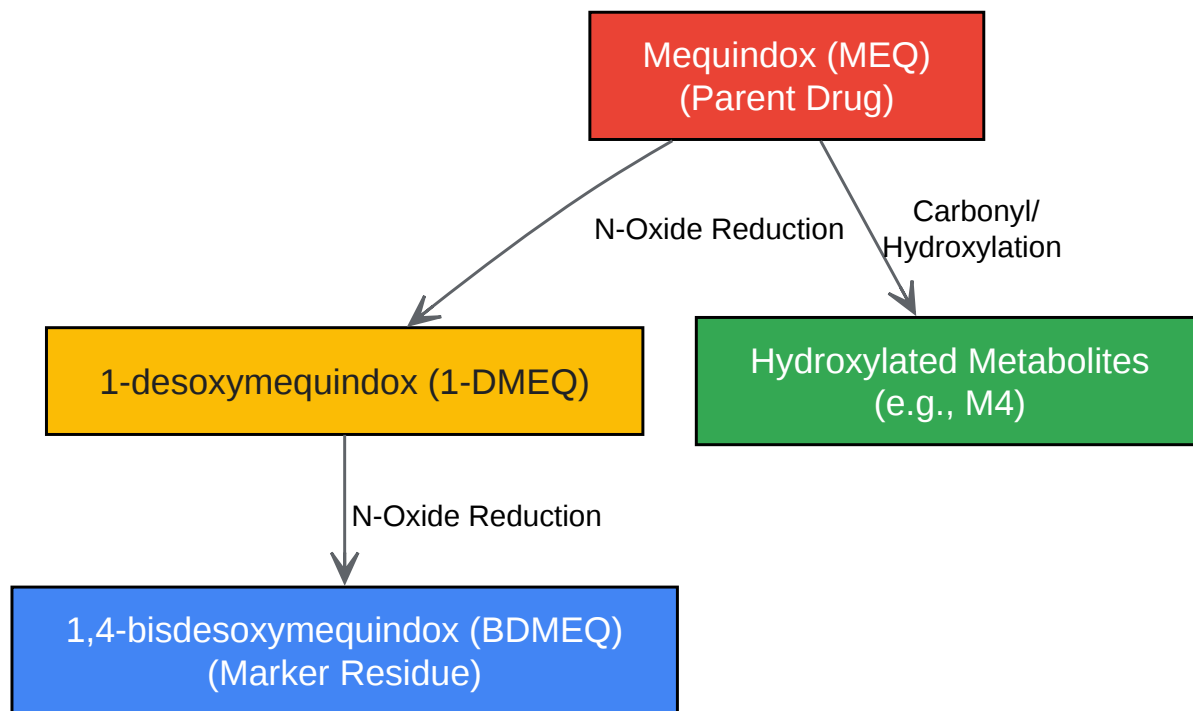 Mequindox (MEQ)
(Parent Drug)
N-Oxide Reduction
Carbonyl/
Hydroxylation
1-desoxymequindox (1-DMEQ)
Hydroxylated Metabolites
(e.g., M4)
N-Oxide Reduction
1,4-bisdesoxymequindox (BDMEQ)
(Marker Residue)